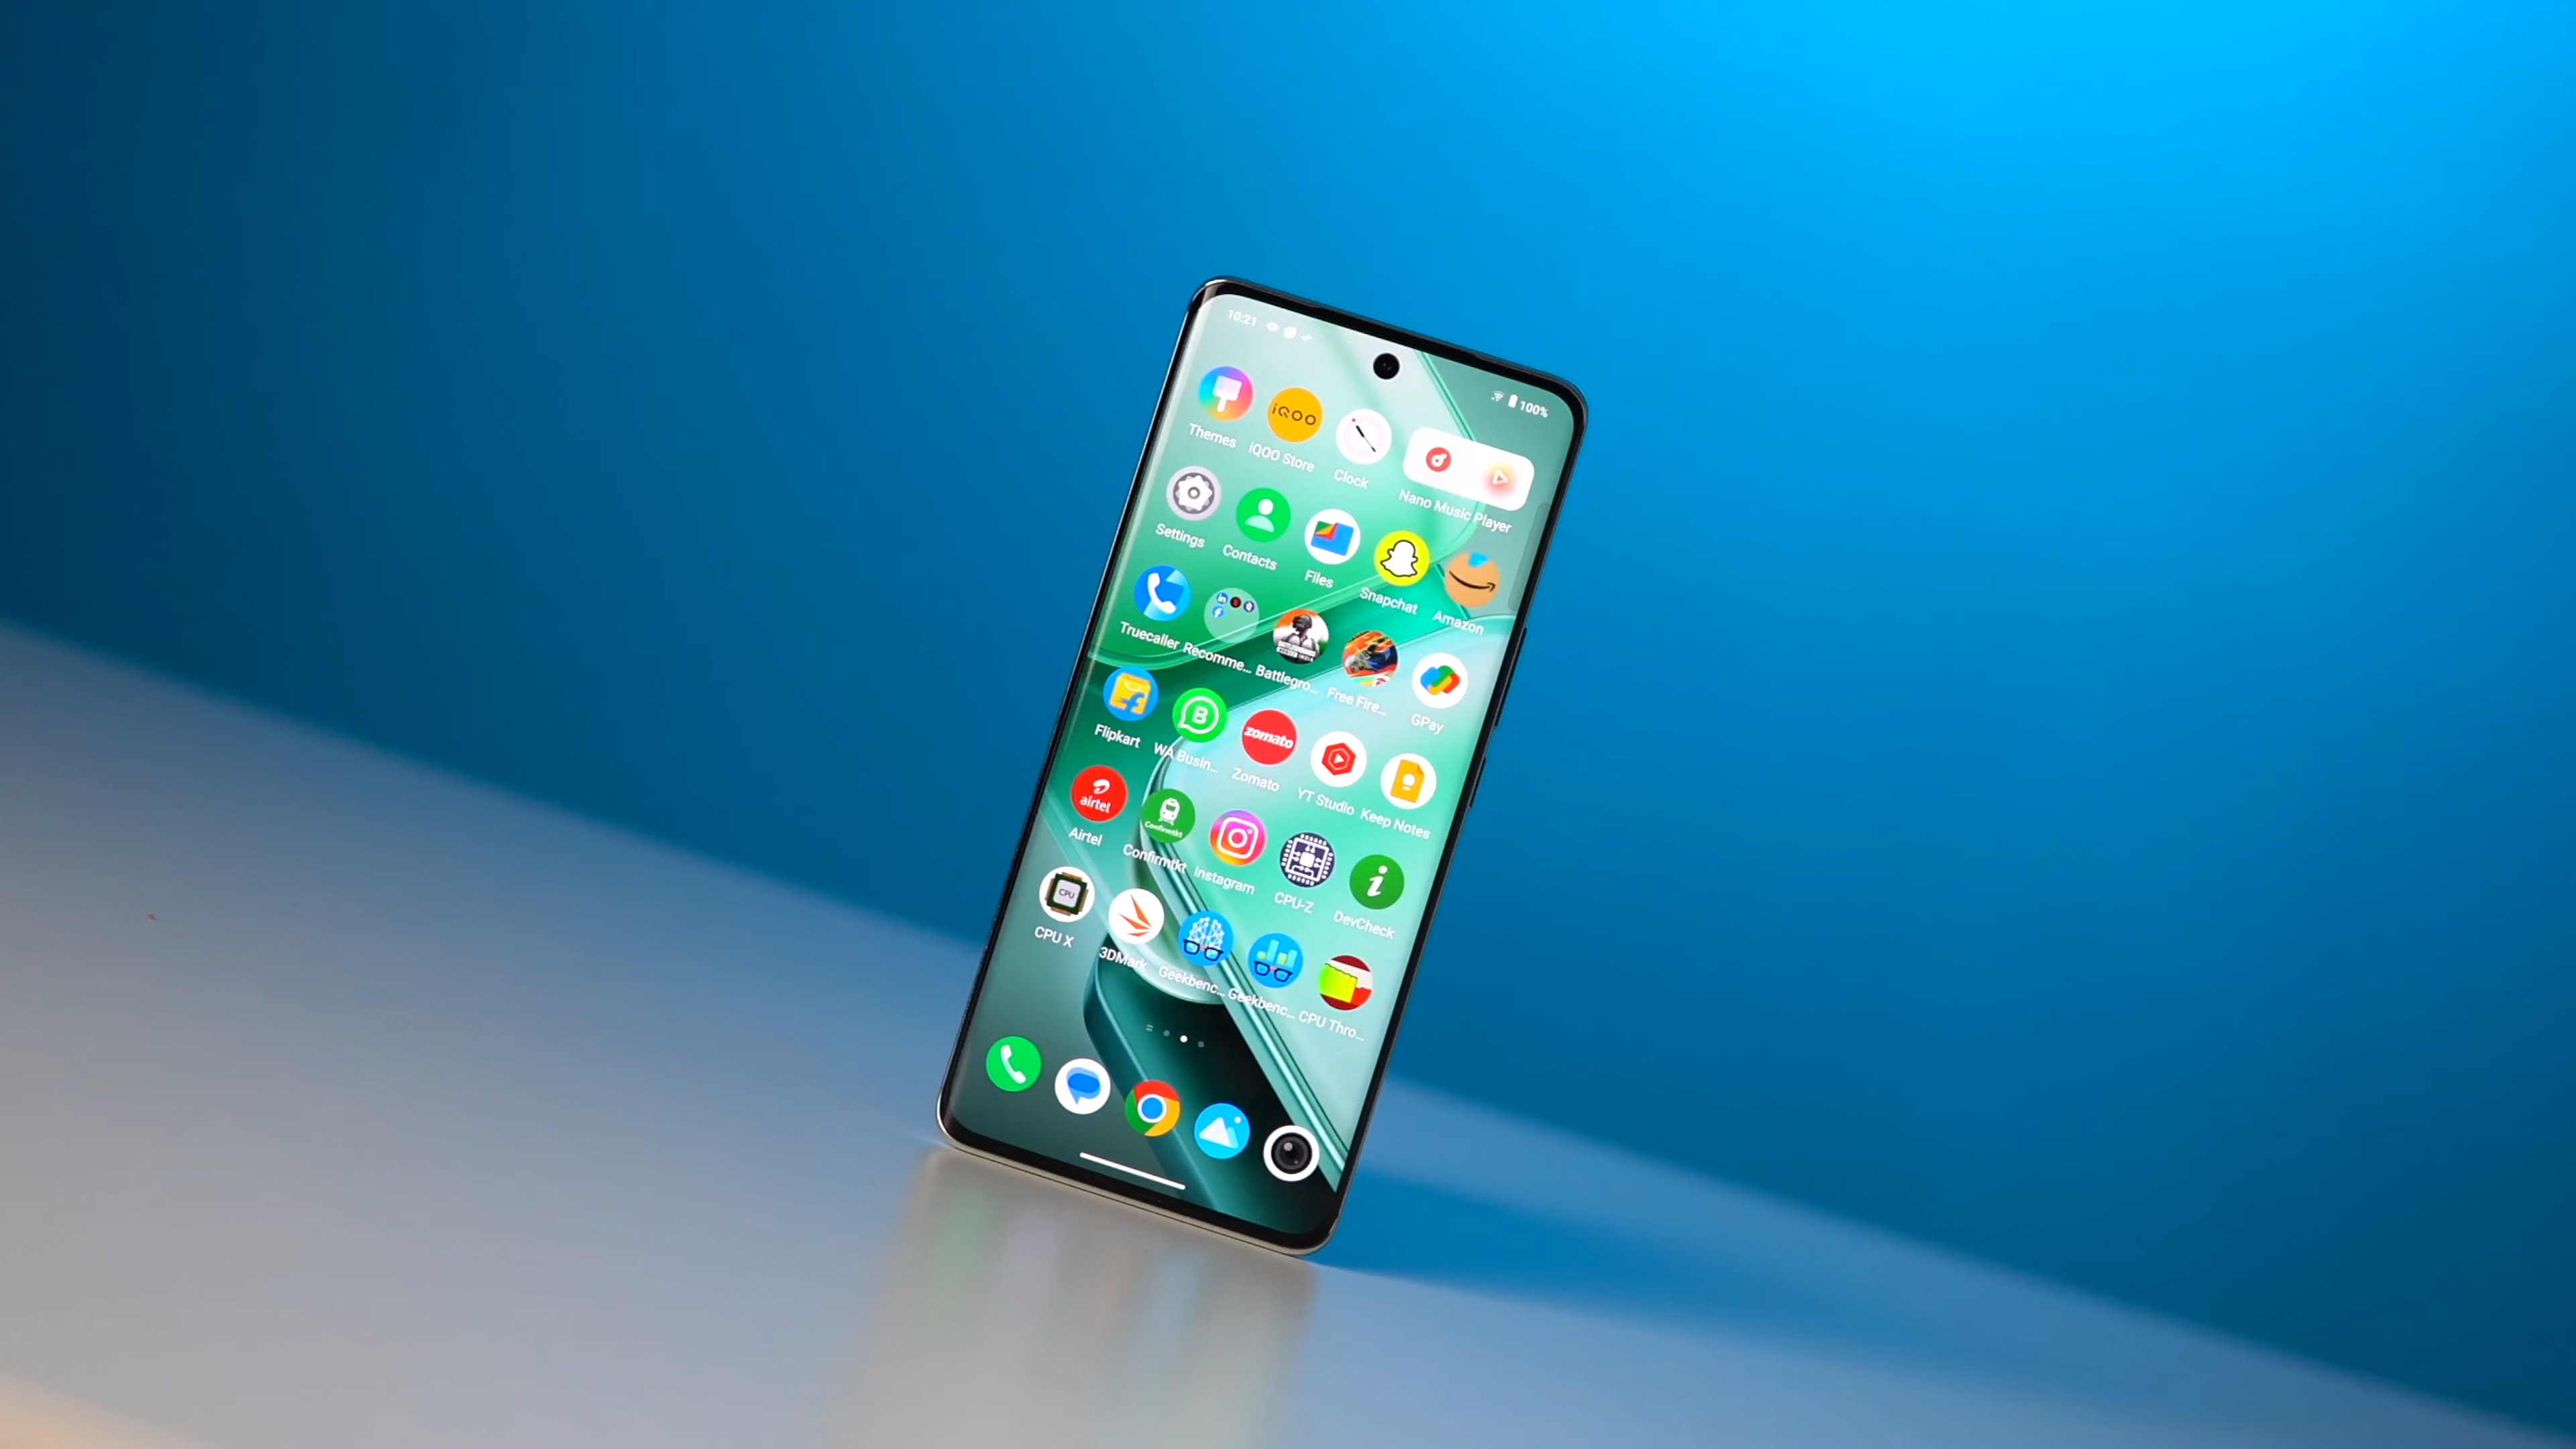 10:21
100%
iQOO
Themes
iQOO Store
Clock
Nano Music Player
Settings
Contacts
Files
Snapchat
Amazon
Truecaller
Recomme...
Battlegro...
Free Fire...
GPay
zomato
Flipkart
WA Busin...
Zomato
YT Studio
Keep Notes
airtel
Confirmtkt
Airtel
Confirmtkt
Instagram
CPU-Z
DevCheck
CPU
CPU X
3DMark
Geekbenc...
Geekbenc...
CPU Thro...